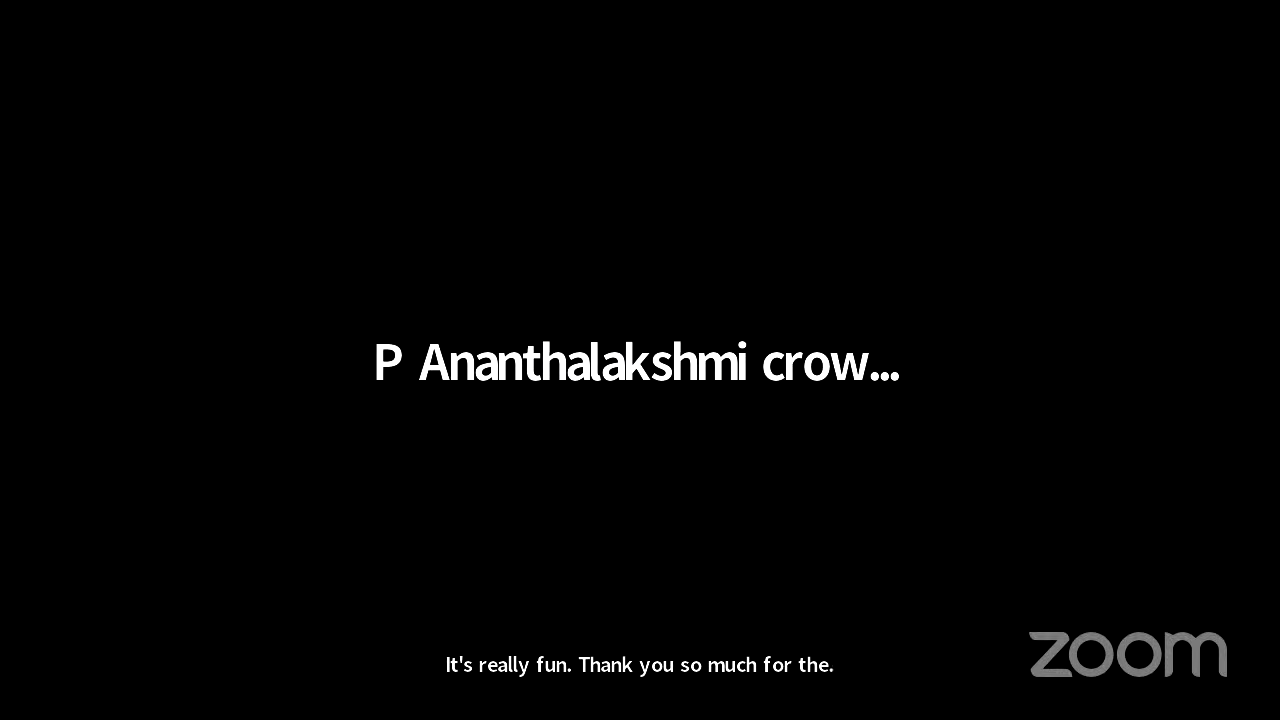 P Ananthalakshmi crow...
It's really fun. Thank you so much for the.
zoom